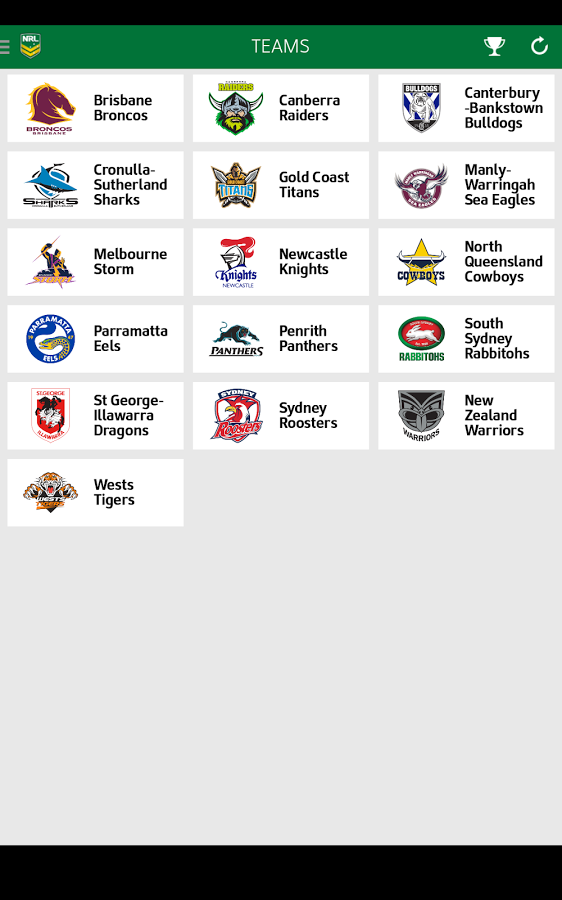 NRL
TEAMS
BRONCOS
BRISBANE
Brisbane
Broncos
RAIDERS
Canberra
Raiders
BULLDOGS
Canterbury
-Bankstown
Bulldogs
SHARKS
Cronulla-
Sutherland
Sharks
TITANS
Gold Coast
Titans
SEA EAGLES
Manly-
Warringah
Sea Eagles
Melbourne
Storm
Knights
NEWCASTLE
Newcastle
Knights
COWBOYS
North
Queensland
Cowboys
PARRAMATTA
EELS
Parramatta
Eels
PANTHERS
Penrith
Panthers
RABBITOHS
South
Sydney
Rabbitohs
ST.GEORGE
ILLAWARRA
St George-
Illawarra
Dragons
SYDNEY
Roosters
Sydney
Roosters
WARRIORS
New
Zealand
Warriors
WESTS
TIGERS
Wests
Tigers